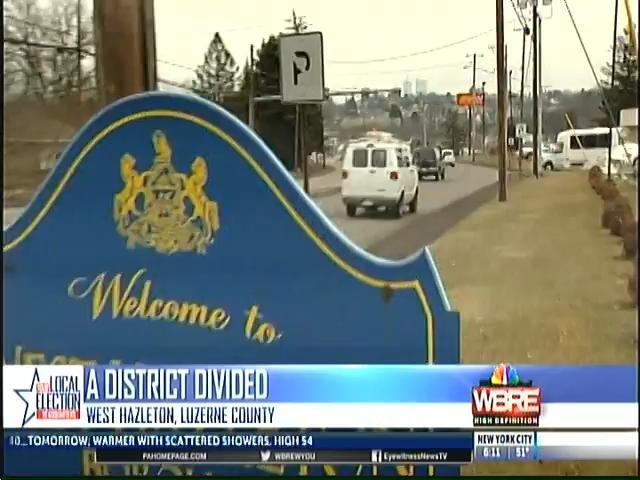 Welcome to
LOCAL
ELECTION
A DISTRICT DIVIDED
WEST HAZLETON, LUZERNE COUNTY
WBRE
HIGH DEFINITION
40...TOMORROW, WARMER WITH SCATTERED SHOWERS, HIGH 54
NEW YORK CITY
6:11 51°
PAHOMEPAGE.COM
WBREWYOU
EyewitnessNewsTV